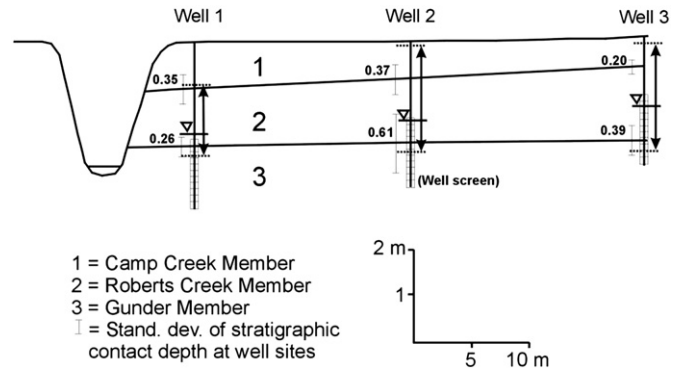 Well 1
Well 2
Well 3
0.35
1
0.37
0.20
2
0.26
0.61
0.39
3
(Well screen)
1 = Camp Creek Member
2 = Roberts Creek Member
3 = Gunder Member
= Stand. dev. of stratigraphic
contact depth at well sites
2 m
1
5
10 m